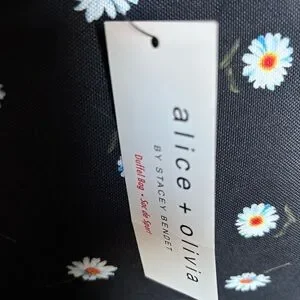 alice + olivia
BY STACEY BENDET
Duffel Bag • Sac de Sport